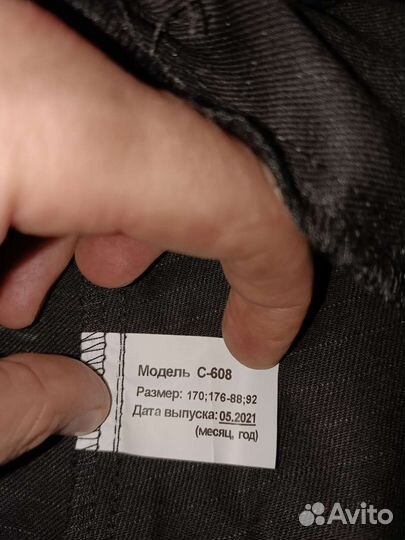 Модель С-608
Размер: 170;176-88;92
Дата выпуска: 05.2021
(месяц, год)
Avito